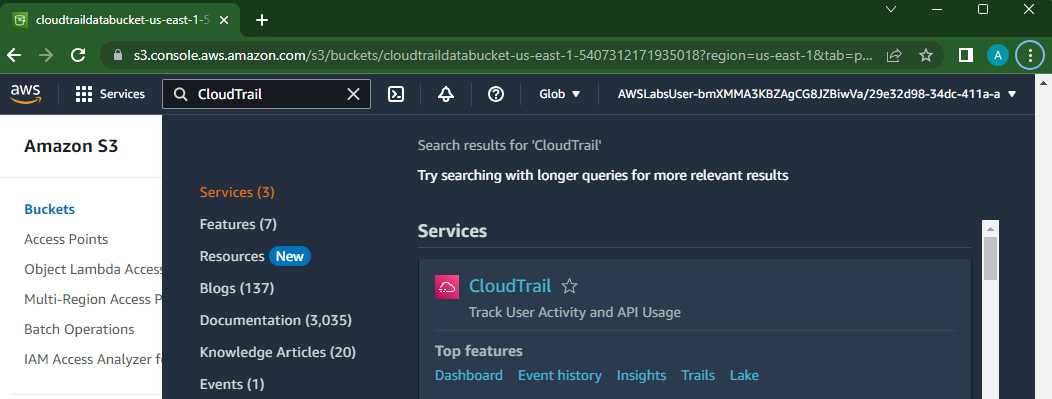 cloudtraildatabucket-us-east-1-5
s3.console.aws.amazon.com/s3/buckets/cloudtraildatabucket-us-east-1-5407312171935018?region=us-east-1&tab=p...
A
aws
Services
CloudTrail
Glob
AWSLabsUser-bmXMMA3KBZAgCG8JZBiwVa/29e32d98-34dc-411a-a
Amazon S3
Buckets
Access Points
Object Lambda Access
Multi-Region Access P
Batch Operations
IAM Access Analyzer fo
Services (3)
Features (7)
Resources New
Blogs (137)
Documentation (3,035)
Knowledge Articles (20)
Events (1)
Search results for 'CloudTrail'
Try searching with longer queries for more relevant results
Services
CloudTrail
Track User Activity and API Usage
Top features
Dashboard Event history Insights Trails Lake